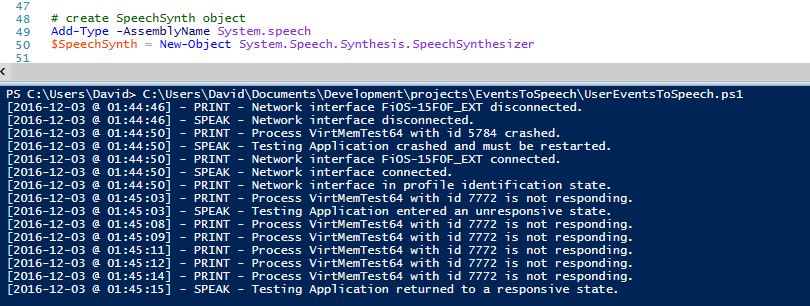 47
48 # create SpeechSynth object
49 Add-Type -AssemblyName System.speech
50 $SpeechSynth = New-Object System.Speech.Synthesis.SpeechSynthesizer
51
<
PS C:\Users\David> C:\Users\David\Documents\Development\projects\EventsToSpeech\UserEventsToSpeech.ps1
[2016-12-03 @ 01:44:46] - PRINT - Network interface FiOS-15F0F_EXT disconnected.
[2016-12-03 @ 01:44:46] - SPEAK - Network interface disconnected.
[2016-12-03 @ 01:44:50] - PRINT - Process VirtMemTest64 with id 5784 crashed.
[2016-12-03 @ 01:44:50] - SPEAK - Testing Application crashed and must be restarted.
[2016-12-03 @ 01:44:50] - PRINT - Network interface FiOS-15F0F_EXT connected.
[2016-12-03 @ 01:44:50] - SPEAK - Network interface connected.
[2016-12-03 @ 01:44:50] - PRINT - Network interface in profile identification state.
[2016-12-03 @ 01:45:03] - PRINT - Process VirtMemTest64 with id 7772 is not responding.
[2016-12-03 @ 01:45:03] - SPEAK - Testing Application entered an unresponsive state.
[2016-12-03 @ 01:45:08] - PRINT - Process VirtMemTest64 with id 7772 is not responding.
[2016-12-03 @ 01:45:09] - PRINT - Process VirtMemTest64 with id 7772 is not responding.
[2016-12-03 @ 01:45:11] - PRINT - Process VirtMemTest64 with id 7772 is not responding.
[2016-12-03 @ 01:45:12] - PRINT - Process VirtMemTest64 with id 7772 is not responding.
[2016-12-03 @ 01:45:14] - PRINT - Process VirtMemTest64 with id 7772 is not responding.
[2016-12-03 @ 01:45:15] - SPEAK - Testing Application returned to a responsive state.